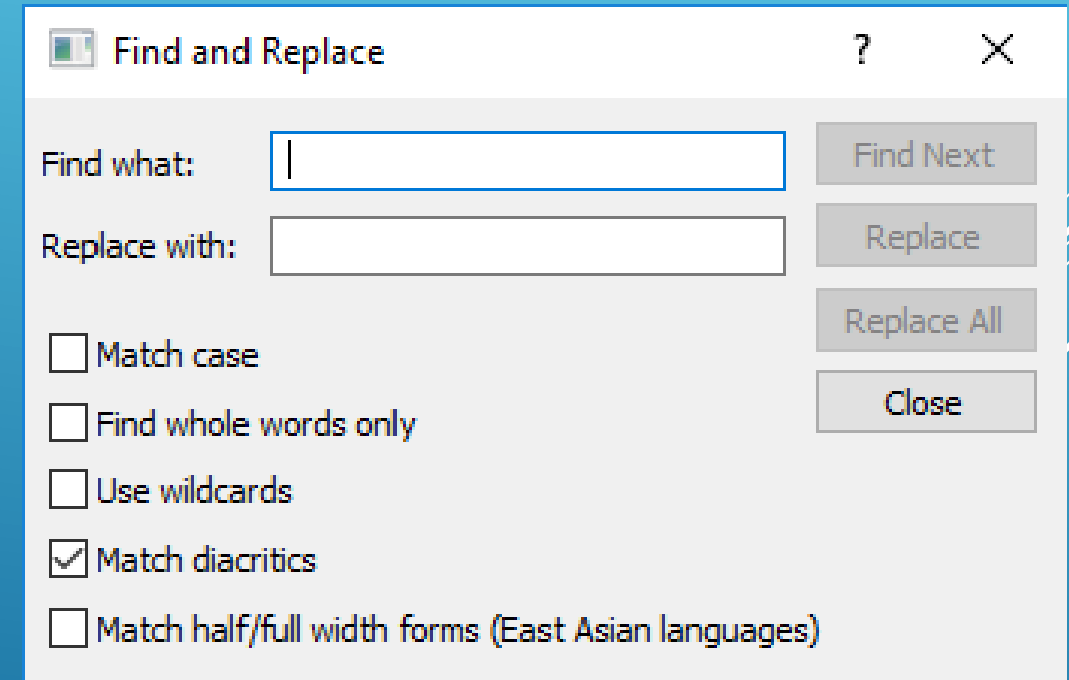 Find and Replace ?
Find what: Find Next
Replace with: Replace
Replace All
Match case
Close
Find whole words only
Use wildcards
Match diacritics
Match half/full width forms (East Asian languages)